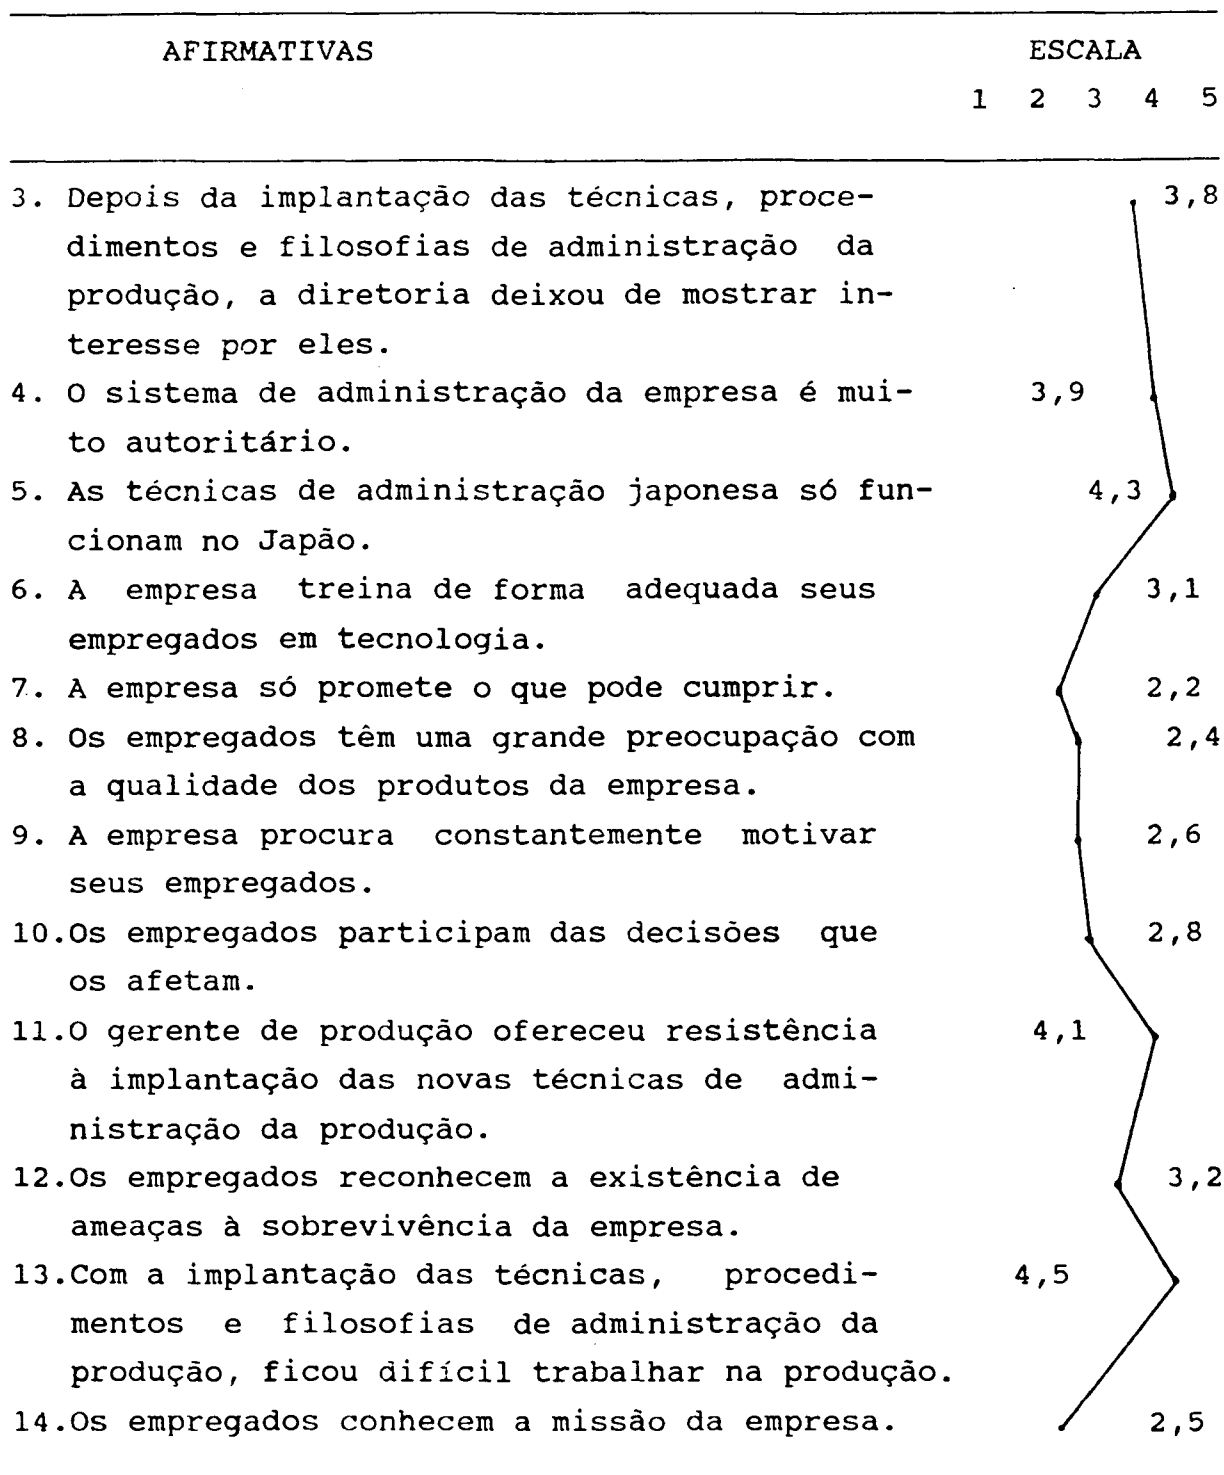 AFIRMATIVAS ESCALA
1 2 3 4 5
3. Depois da implantação das técnicas, proce- 3,8
dimentos e filosofias de administração da
produção, a diretoria deixou de mostrar in-
teresse por eles.
4. O sistema de administração da empresa é mui- 3,9
to autoritário.
5. As técnicas de administração japonesa só fun- 4,3
cionam no Japão.
6. A empresa treina de forma adequada seus 3,1
empregados em tecnologia.
7. A empresa só promete o que pode cumprir. 2,2
8. Os empregados têm uma grande preocupação com 2,4
a qualidade dos produtos da empresa.
9. A empresa procura constantemente motivar 2,6
seus empregados.
10.Os empregados participam das decisões que 2,8
os afetam.
11.O gerente de produção ofereceu resistência 4,1
à implantação das novas técnicas de admi-
nistração da produção.
12.Os empregados reconhecem a existência de 3,2
ameaças à sobrevivência da empresa.
13.Com a implantação das técnicas, procedi- 4,5
mentos e filosofias de administração da
produção, ficou difícil trabalhar na produção.
14.Os empregados conhecem a missão da empresa. 2,5